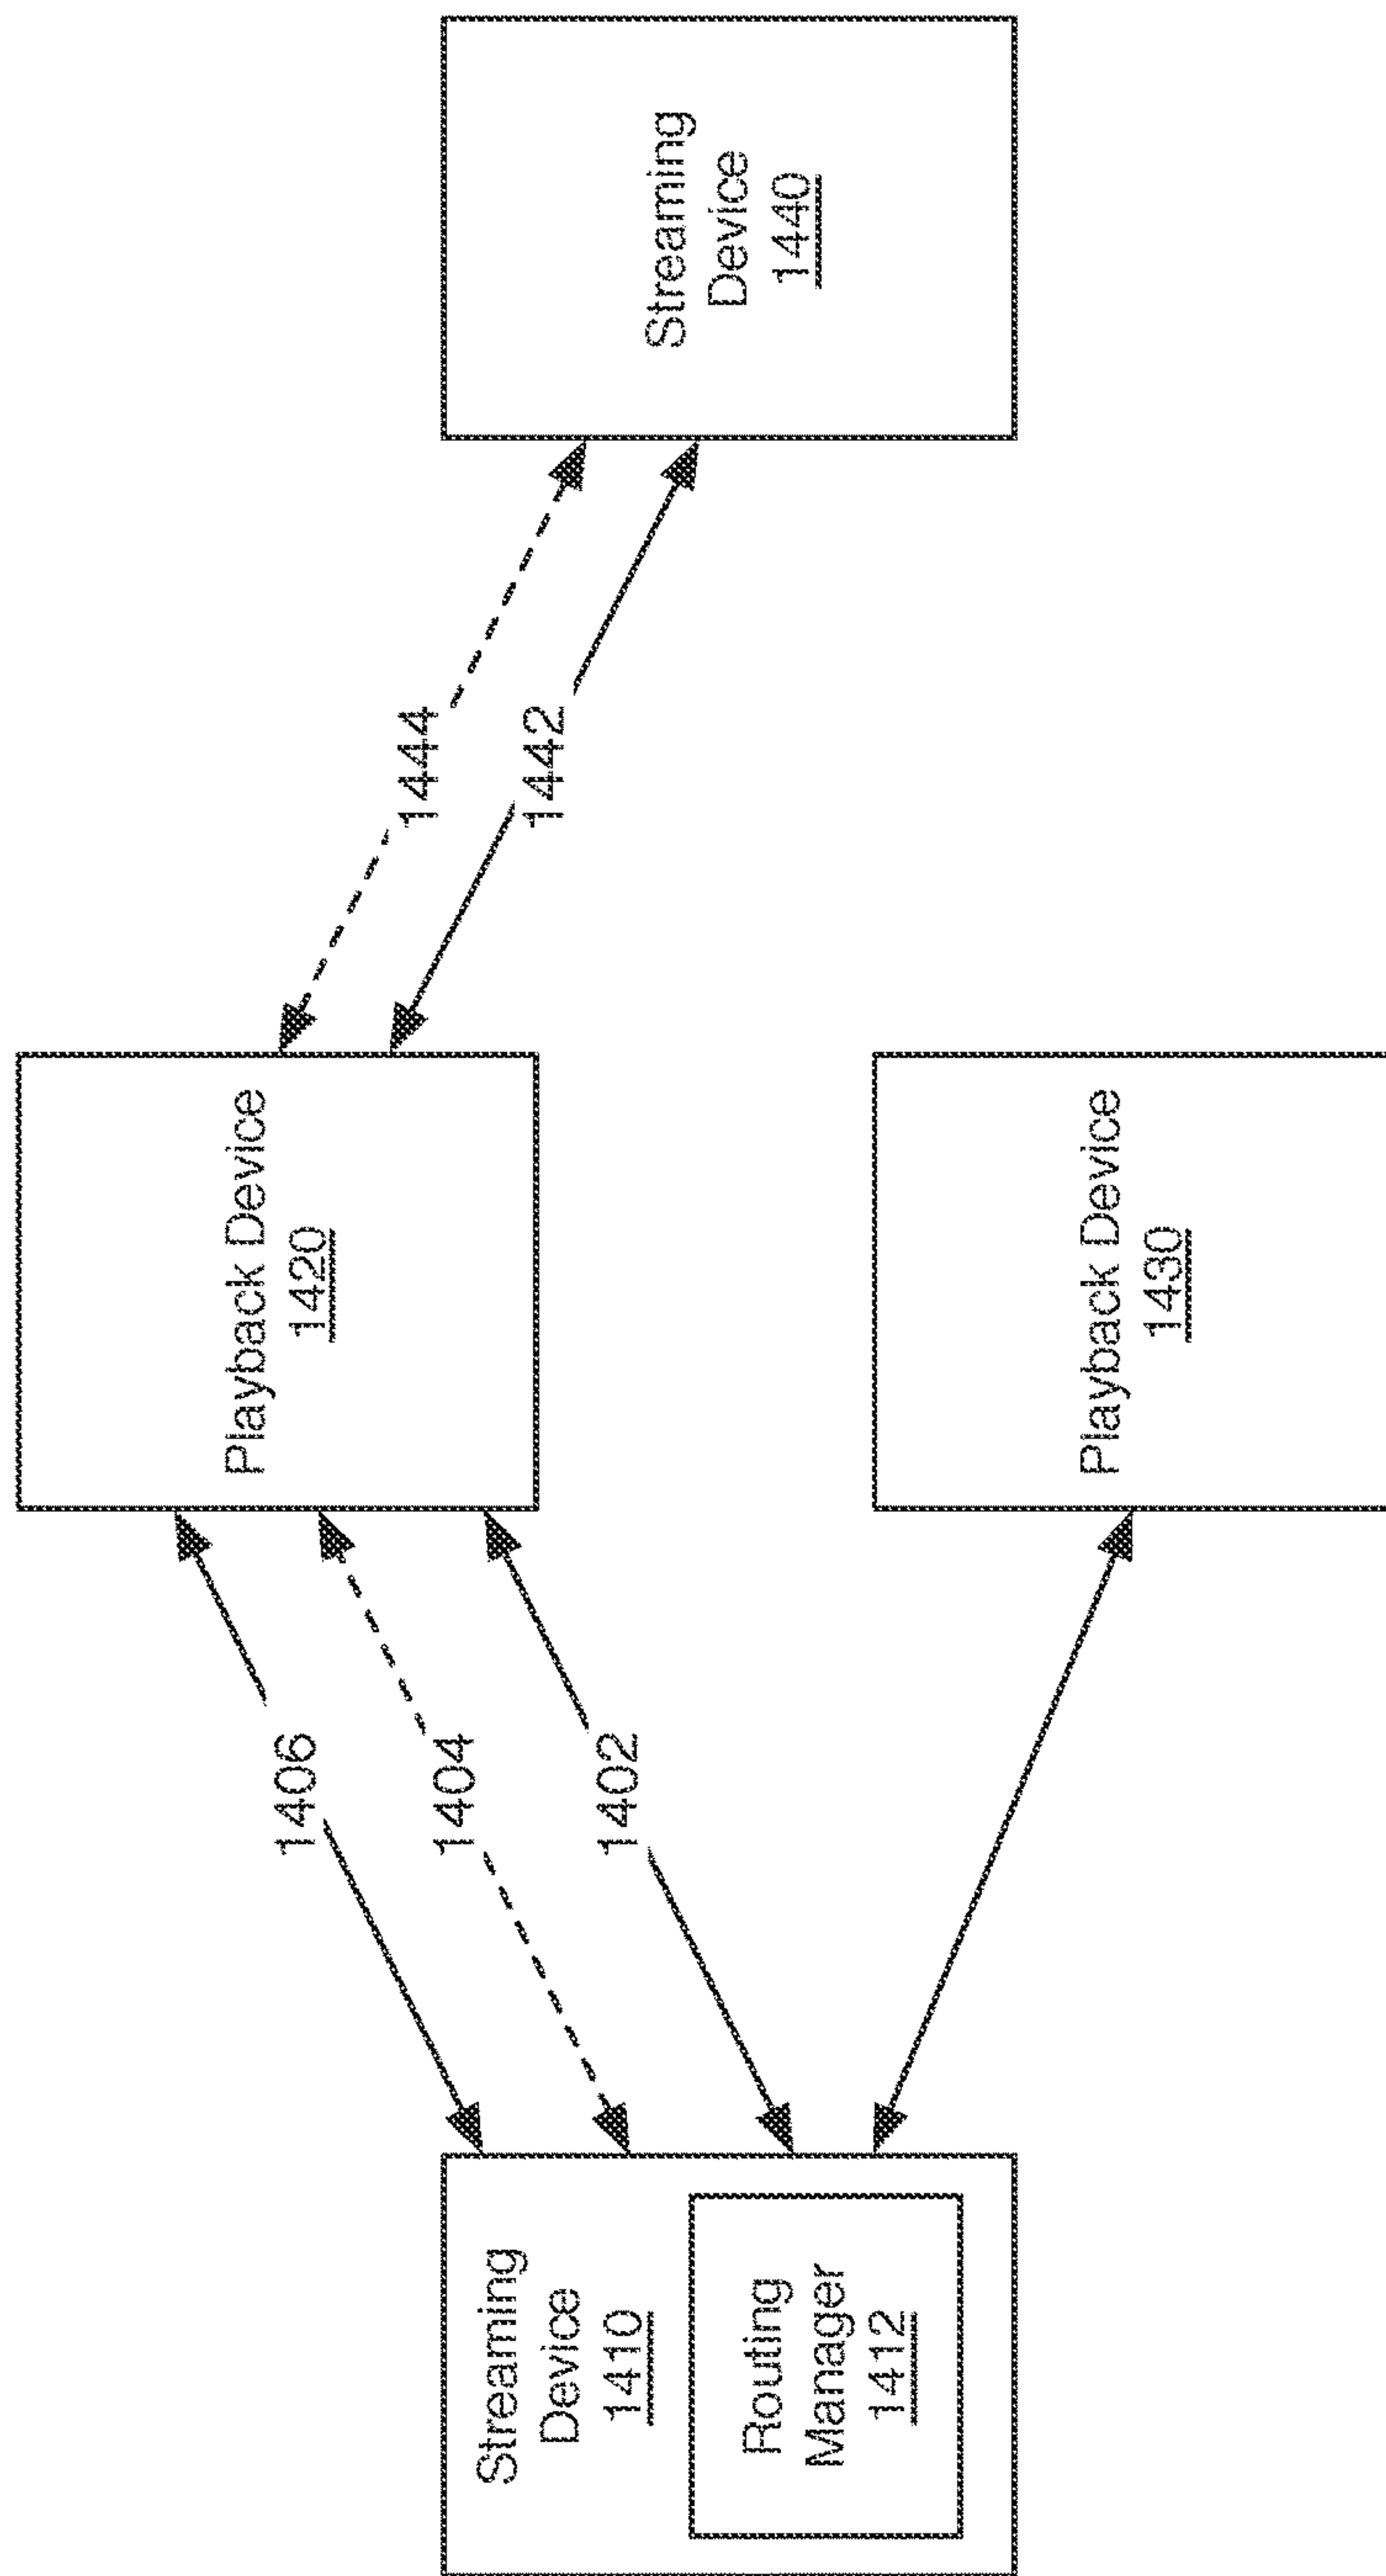 Streaming
Device
1410
Routing
Manager
1412
1406
1404
1402
Playback Device
1420
Playback Device
1430
1444
1442
Streaming
Device
1440